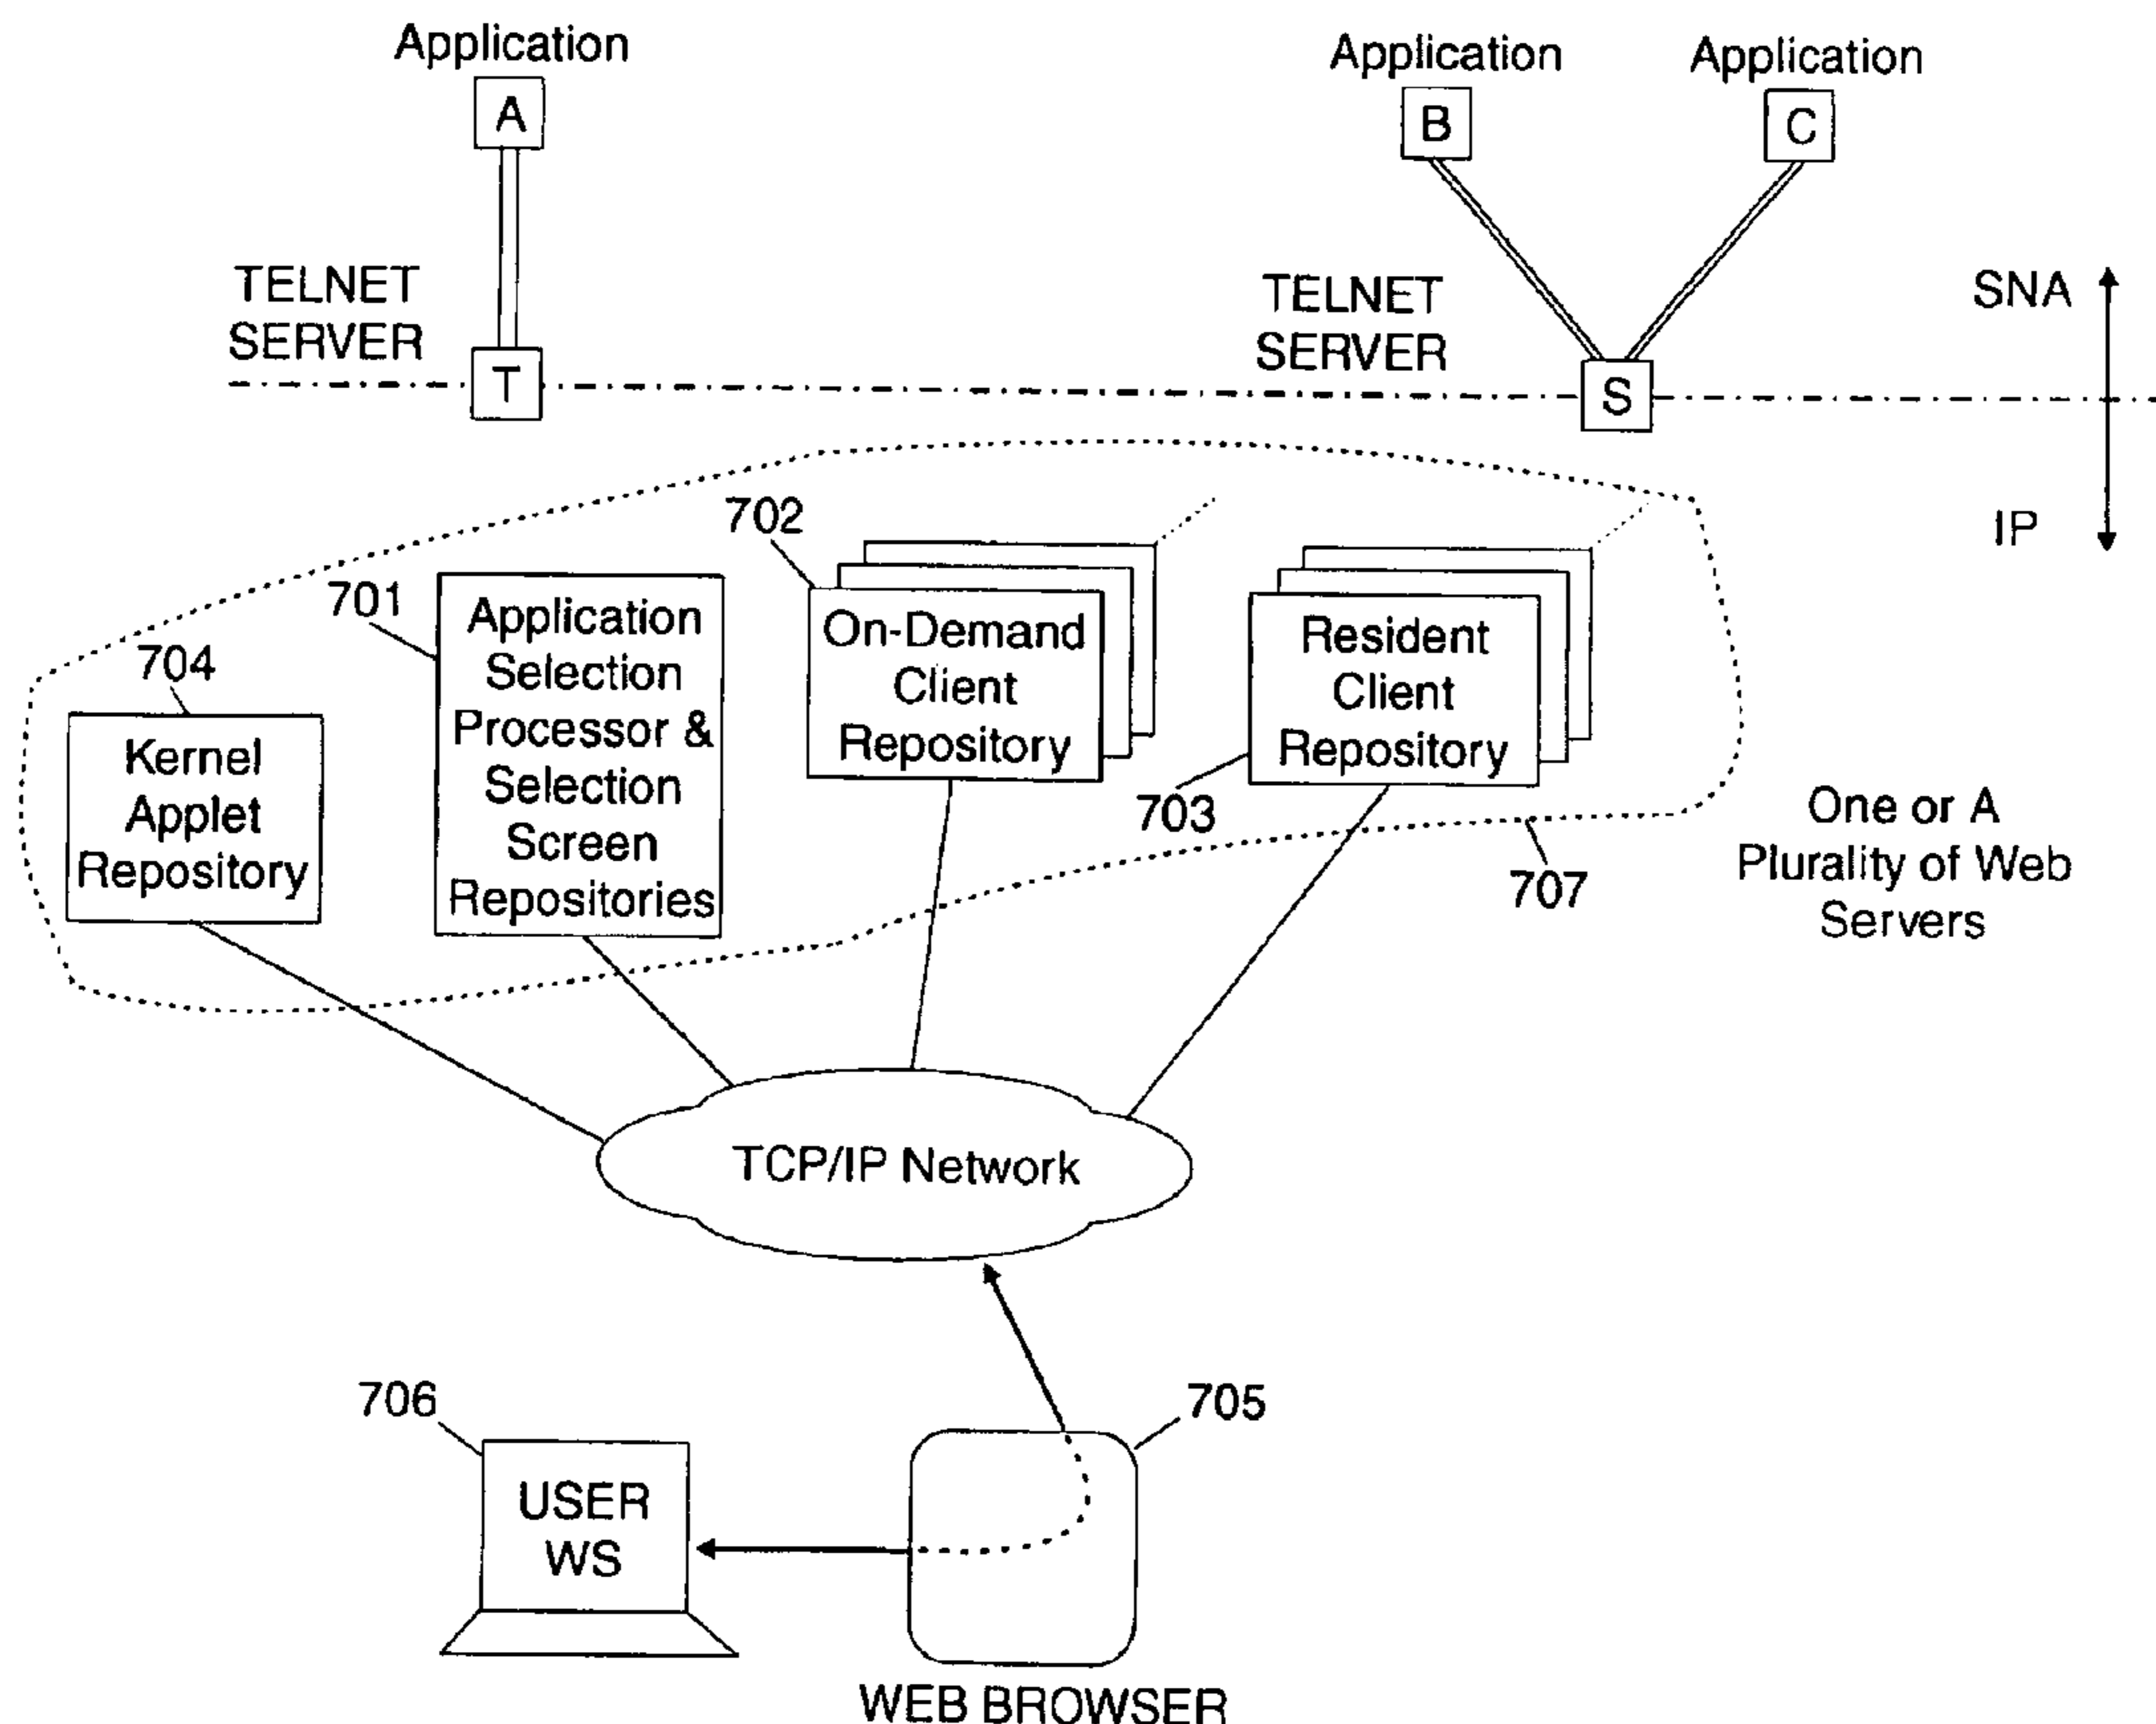 Application
A
Application
B
Application
C
TELNET
SERVER
T
TELNET
SERVER
S
SNA
IP
702
701
704
Kernel
Applet
Repository
Application
Selection
Processor &
Selection
Screen
Repositories
On-Demand
Client
Repository
Resident
Client
Repository
703
707
One or A
Plurality of Web
Servers
TCP/IP Network
706
705
USER
WS
WEB BROWSER